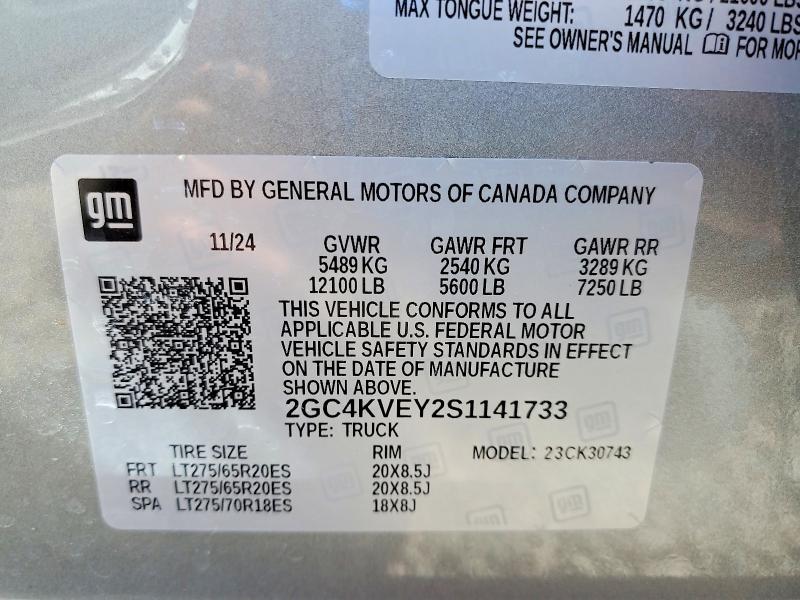 MAX TONGUE WEIGHT: 1470 KG/ 3240 LBS
SEE OWNER'S MANUAL FOR
gm
MFD BY GENERAL MOTORS OF CANADA COMPANY
11/24 GVWR GAWR FRT GAWR RR
5489 KG 2540 KG 3289 KG
12100 LB 5600 LB 7250 LB
THIS VEHICLE CONFORMS TO ALL
APPLICABLE U.S. FEDERAL MOTOR
VEHICLE SAFETY STANDARDS IN EFFECT
ON THE DATE OF MANUFACTURE
SHOWN ABOVE.
2GC4KVEY2S1141733
TYPE: TRUCK
TIRE SIZE RIM MODEL: 23CK30743
FRT LT275/65R20ES 20X8.5J
RR LT275/65R20ES 20X8.5J
SPA LT275/70R18ES 18X8J